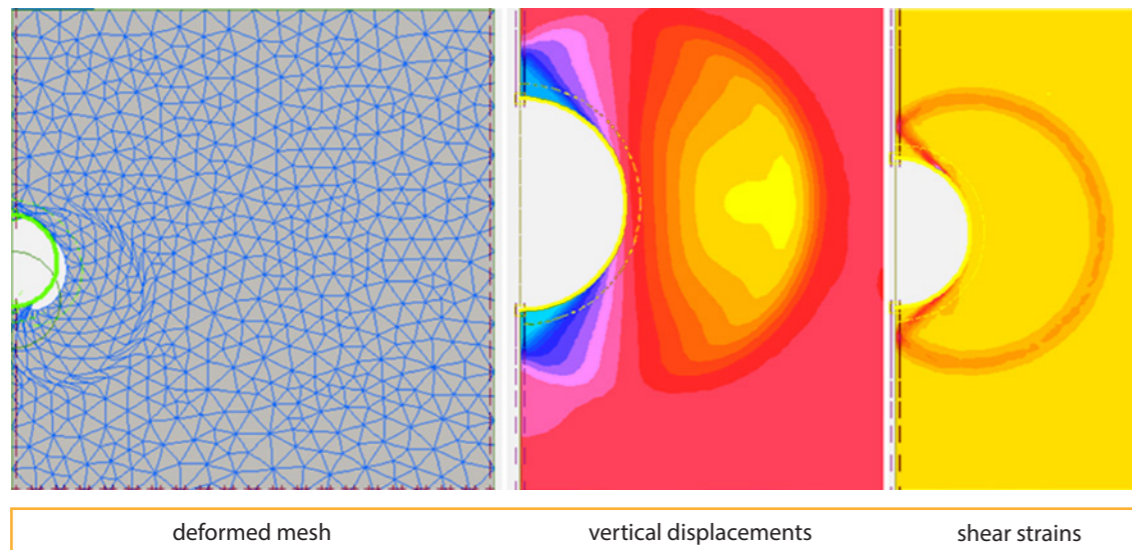 deformed mesh
vertical displacements
shear strains